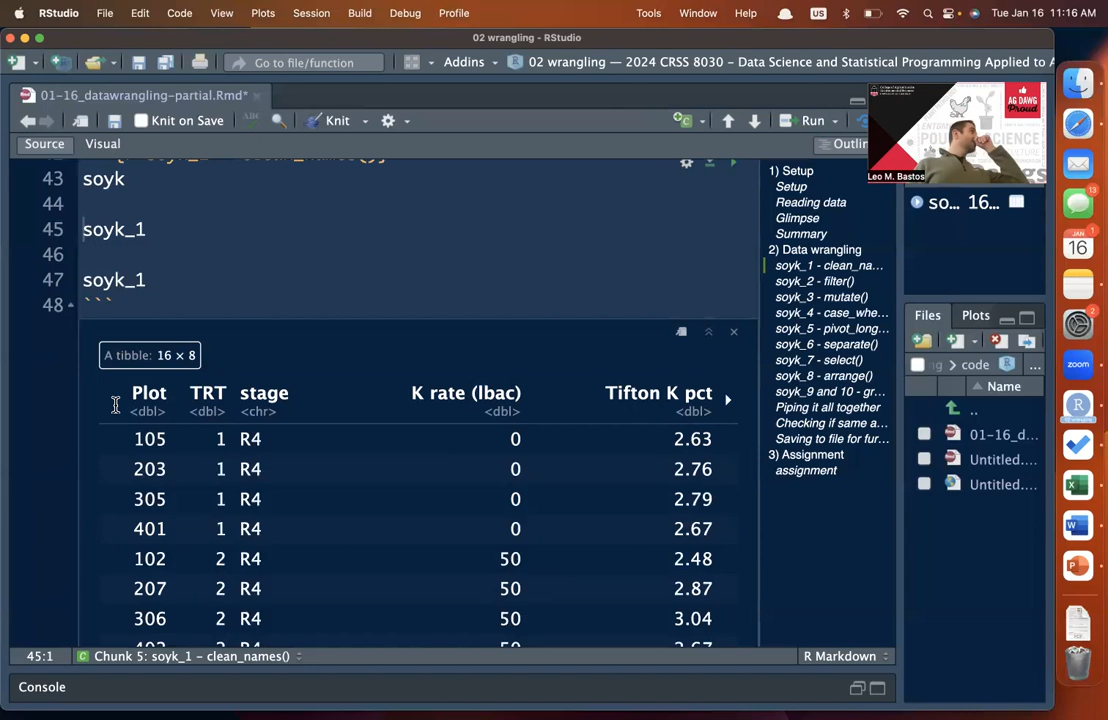 RStudio File Edit Code View Plots Session Build Debug Profile Tools Window Help US Tue Jan 16 11:16 AM
02 wrangling - RStudio
Go to file/function Addins 02 wrangling — 2024 CRSS 8030 - Data Science and Statistical Programming Applied to A
01-16_datawrangling-partial.Rmd*
Knit on Save ABC Knit Run
Source Visual Outlin
43 soyk
44
45 soyk_1
46
47 soyk_1
48 ```
A tibble: 16 × 8
Plot TRT stage K rate (lbac) Tifton K pct
<dbl> <dbl> <chr> <dbl> <dbl>
105 1 R4 0 2.63
203 1 R4 0 2.76
305 1 R4 0 2.79
401 1 R4 0 2.67
102 2 R4 50 2.48
207 2 R4 50 2.87
306 2 R4 50 3.04
45:1 Chunk 5: soyk_1 - clean_names() R Markdown
Console
1) Setup
Setup
Reading data
Glimpse
Summary
2) Data wrangling
soyk_1 - clean_na...
soyk_2 - filter()
soyk_3 - mutate()
soyk_4 - case_whe...
soyk_5 - pivot_long...
soyk_6 - separate()
soyk_7 - select()
soyk_8 - arrange()
soyk_9 and 10 - gr...
Piping it all together
Checking if same a...
Saving to file for fur...
3) Assignment
assignment
AG DAWG
Proud
Leo M. Bastos
so... 16...
Files Plots
code
Name
..
01-16_d...
Untitled....
Untitled....
13
JAN
16
2
zoom